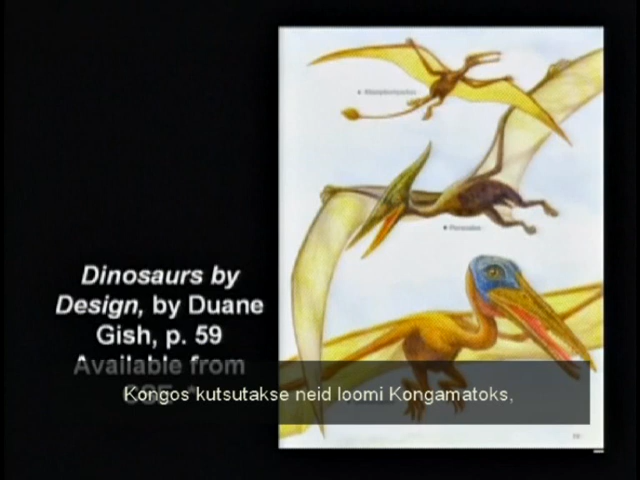 Dinosaurs by
Design, by Duane
Gish, p. 59
Available from
Kongos kutsutakse neid loomi Kongamatoks,